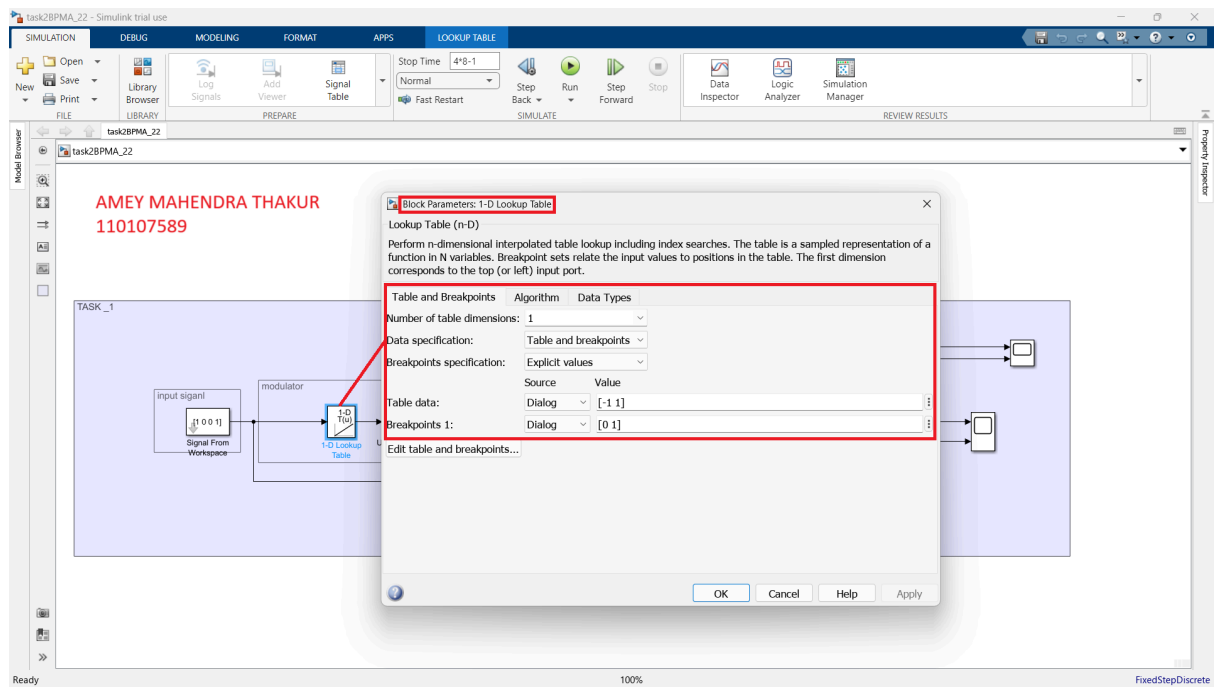 task2BPMA_22 - Simulink trial use
SIMULATION DEBUG MODELING FORMAT APPS LOOKUP TABLE
New
Open
Save
Print
FILE
Library Browser
LIBRARY
Log Signals
Add Viewer
Signal Table
PREPARE
Stop Time 4*8-1
Normal
Fast Restart
Step Back
Run
Step Forward
Stop
SIMULATE
Data Inspector
Logic Analyzer
Simulation Manager
REVIEW RESULTS
Model Browser
task2BPMA_22
task2BPMA_22
Property Inspector
AMEY MAHENDRA THAKUR
110107589
TASK _1
input siganl
[1 0 0 1]
Signal From
Workspace
modulator
1-D
T(u)
1-D Lookup
Table
U
Block Parameters: 1-D Lookup Table
Lookup Table (n-D)
Perform n-dimensional interpolated table lookup including index searches. The table is a sampled representation of a
function in N variables. Breakpoint sets relate the input values to positions in the table. The first dimension
corresponds to the top (or left) input port.
Table and Breakpoints Algorithm Data Types
Number of table dimensions: 1
Data specification: Table and breakpoints
Breakpoints specification: Explicit values
Source Value
Table data: Dialog [-1 1]
Breakpoints 1: Dialog [0 1]
Edit table and breakpoints...
OK Cancel Help Apply
Ready 100% FixedStepDiscrete